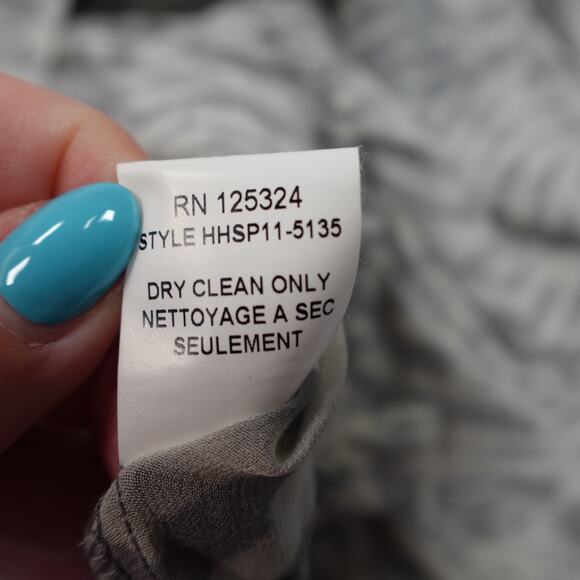 RN 125324
STYLE HHSP11-5135
DRY CLEAN ONLY
NETTOYAGE A SEC
SEULEMENT